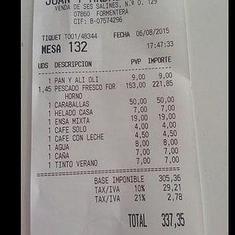 VENDA DE SES SALINES, N.º 0. 129
07860 FORMENTERA
CIF: B-07574296
TIQUET T001/48344 FECHA 06/08/2015
MESA 132 17:47:33
UDS DESCRIPCION PVP IMPORTE
1 PAN Y ALI OLI 9,00 9,00
1,45 PESCADO FRESCO FOR 153,00 221,85
HORNO
1 CARABALLAS 50,00 50,00
1 HELADO CASA 7,00 7,00
1 ENSA MIXTA 19,00 19,00
1 CAFE SOLO 4,00 4,00
1 CAFE CON LECHE 4,50 4,50
1 AGUA 8,00 8,00
1 CAÑA 7,00 7,00
1 TINTO VERANO 7,00 7,00
BASE IMPONIBLE 305,36
TAX/IVA 10% 29,21
TAX/IVA 21% 2,78
TOTAL 337,35